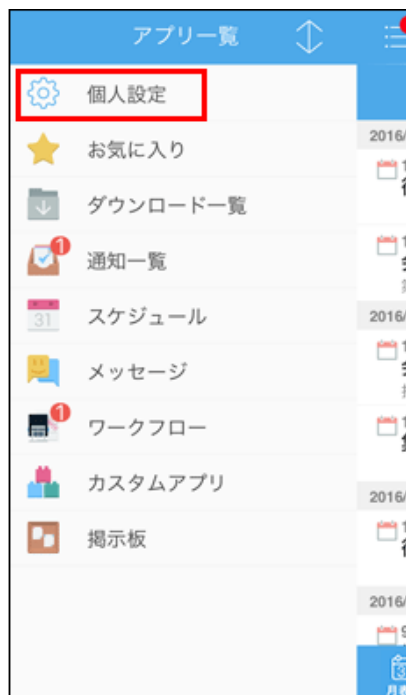 アプリ一覧
個人設定
お気に入り
ダウンロード一覧
通知一覧
1
31
スケジュール
メッセージ
ワークフロー
1
カスタムアプリ
掲示板
2016/
2016/
2016/
2016/